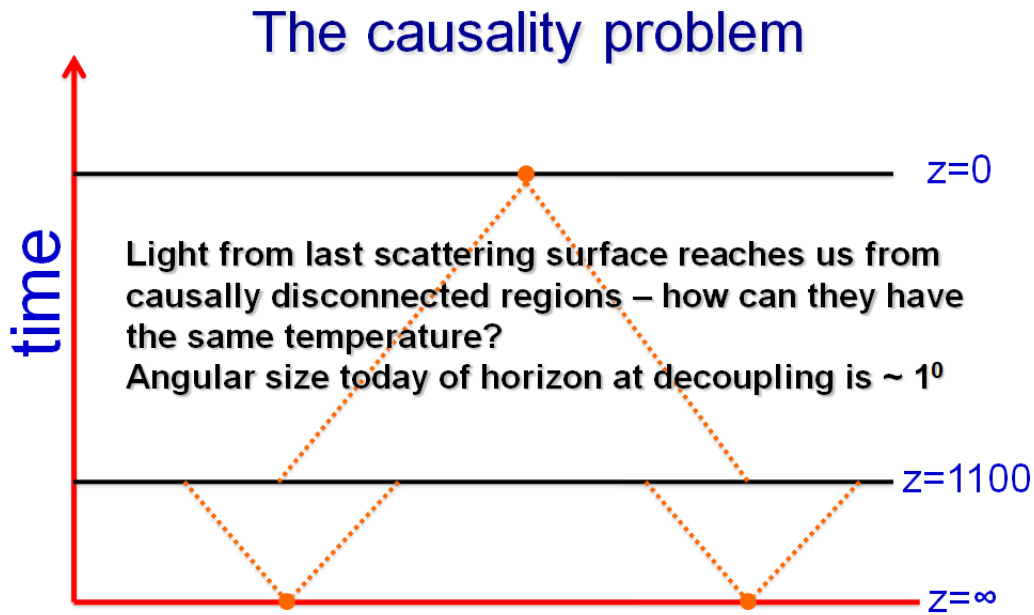 The causality problem
z=0
time
Light from last scattering surface reaches us from
causally disconnected regions – how can they have
the same temperature?
Angular size today of horizon at decoupling is ~ 1⁰
z=1100
z=∞